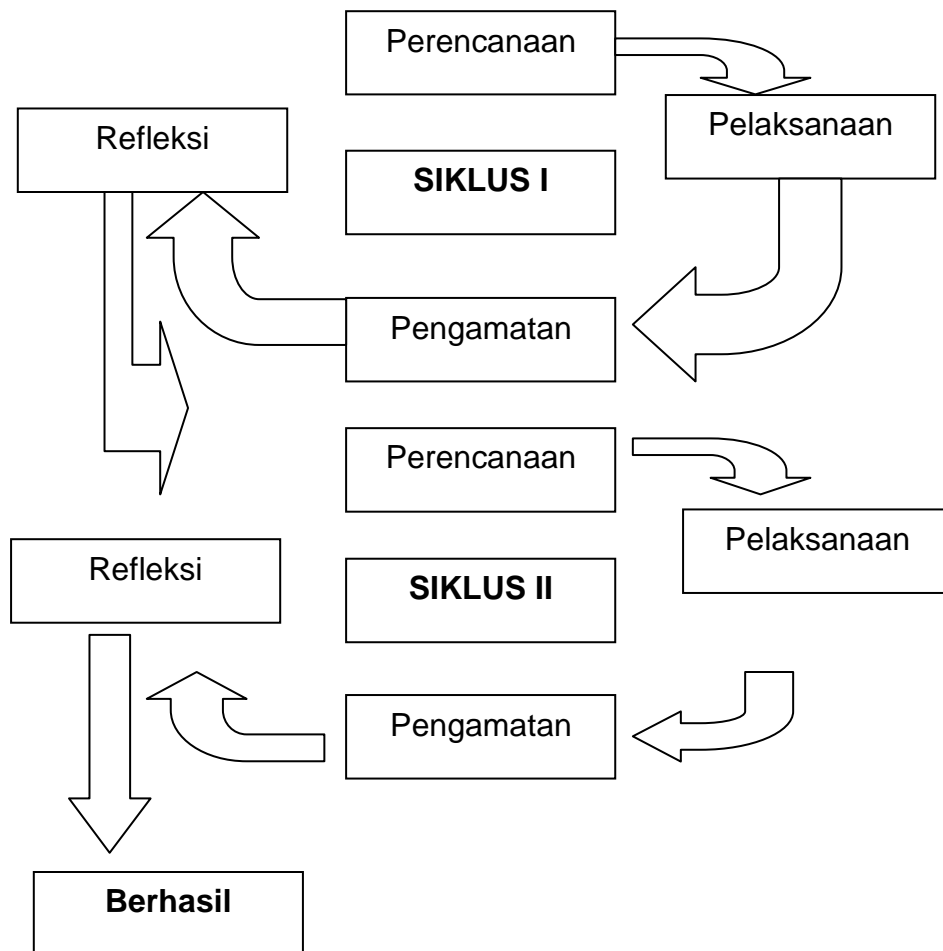 Perencanaan
Pelaksanaan
Refleksi
SIKLUS I
Pengamatan
Perencanaan
Pelaksanaan
Refleksi
SIKLUS II
Pengamatan
Berhasil